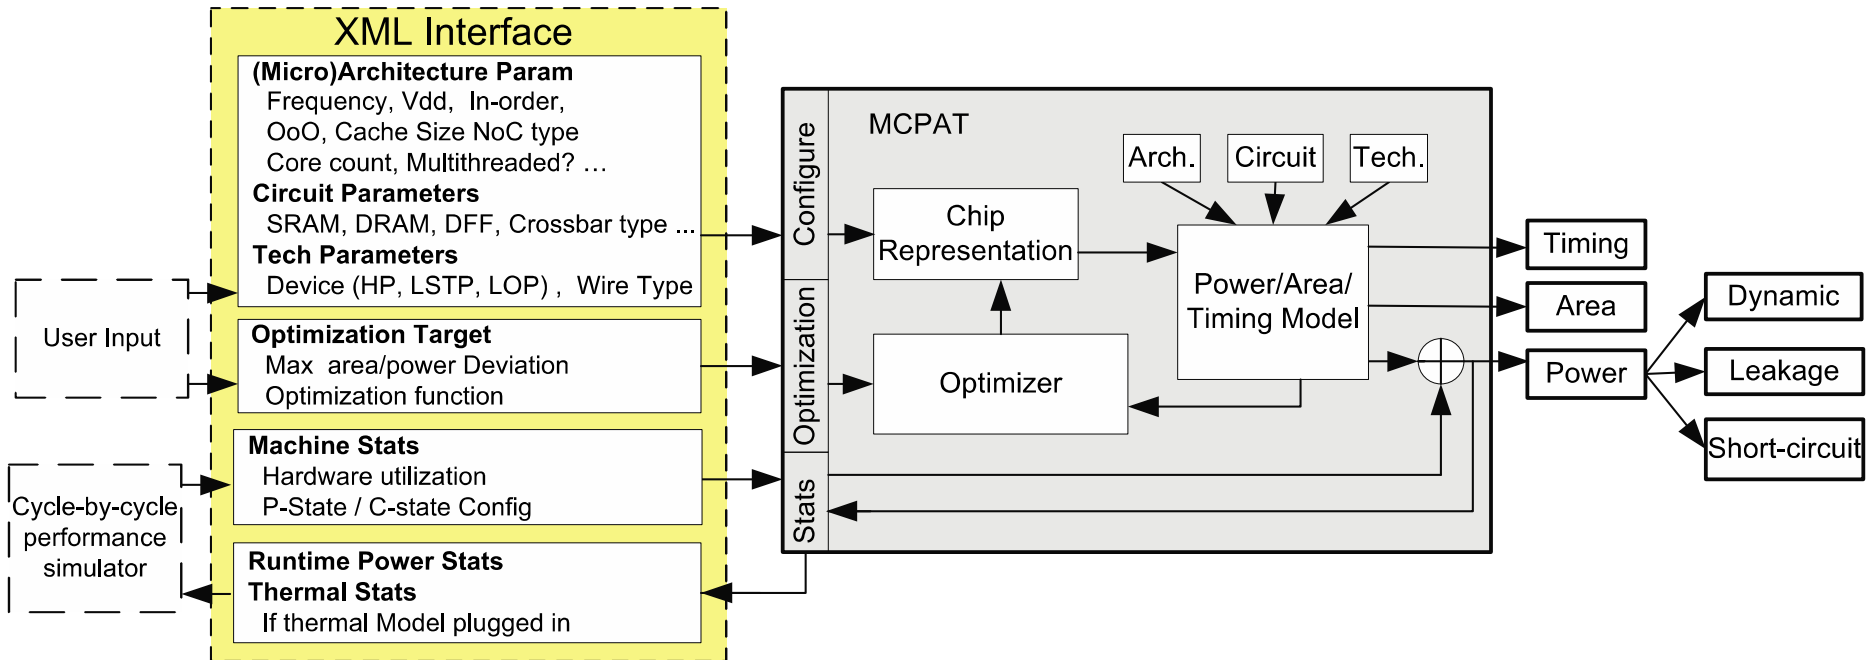 XML Interface
(Micro)Architecture Param
Frequency, Vdd, In-order,
OoO, Cache Size NoC type
Core count, Multithreaded? ...
Circuit Parameters
SRAM, DRAM, DFF, Crossbar type ...
Tech Parameters
Device (HP, LSTP, LOP) , Wire Type
User Input
Optimization Target
Max area/power Deviation
Optimization function
Machine Stats
Hardware utilization
P-State / C-state Config
Cycle-by-cycle
performance
simulator
Runtime Power Stats
Thermal Stats
If thermal Model plugged in
Configure
Optimization
Stats
MCPAT
Arch.
Circuit
Tech.
Chip
Representation
Power/Area/
Timing Model
Optimizer
Timing
Area
Power
Dynamic
Leakage
Short-circuit